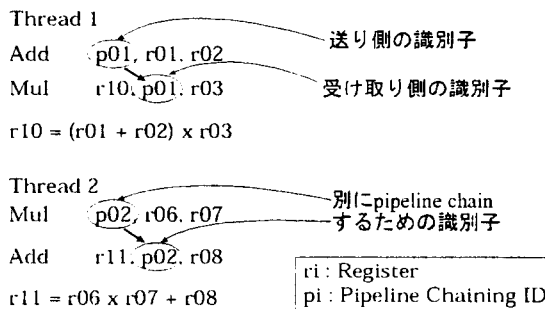 Thread 1
Add p01, r01, r02
送り側の識別子
Mul r10, p01, r03
受け取り側の識別子
r10 = (r01 + r02) x r03
Thread 2
Mul p02, r06, r07
別にpipeline chain
するための識別子
Add r11, p02, r08
r11 = r06 x r07 + r08
ri : Register
pi : Pipeline Chaining ID